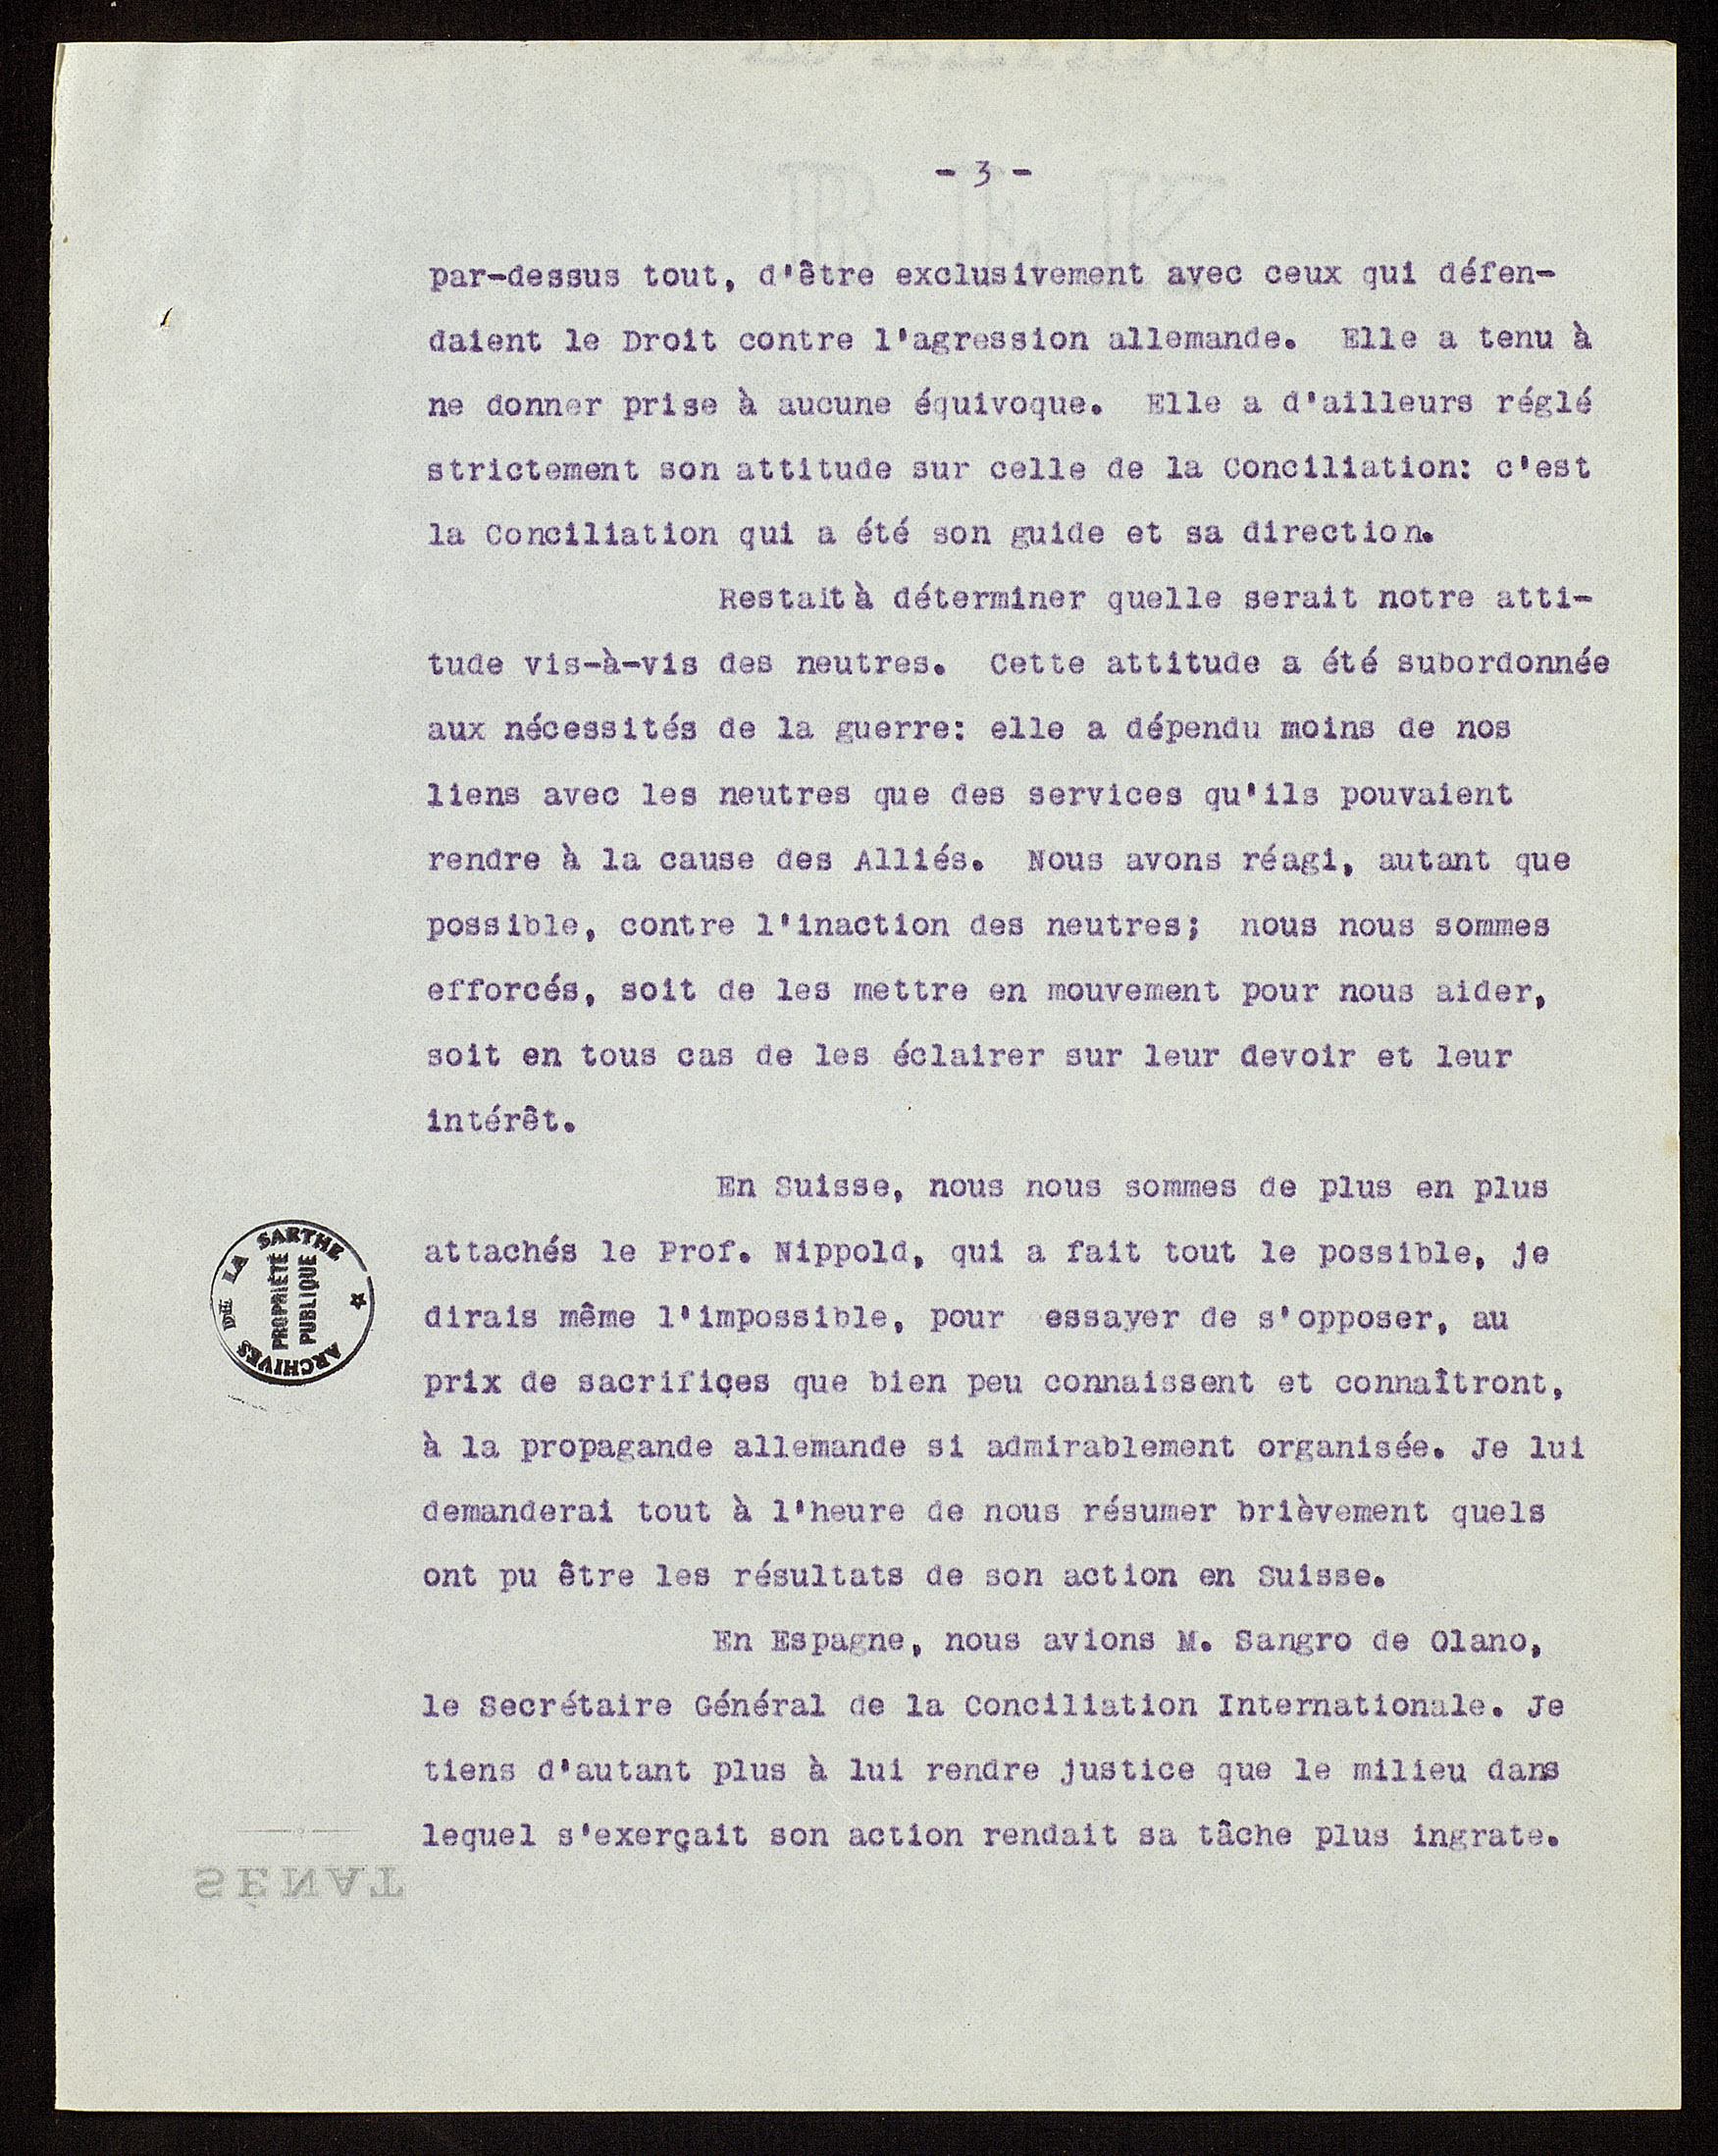 - 3 -
par-dessus tout, d'être exclusivement avec ceux qui défen-
daient le Droit contre l'agression allemande. Elle a tenu à
ne donner prise à aucune équivoque. Elle a d'ailleurs réglé
strictement son attitude sur celle de la Conciliation: c'est
la Conciliation qui a été son guide et sa direction.
Restait à déterminer quelle serait notre atti-
tude vis-à-vis des neutres. Cette attitude a été subordonnée
aux nécessités de la guerre: elle a dépendu moins de nos
liens avec les neutres que des services qu'ils pouvaient
rendre à la cause des Alliés. Nous avons réagi, autant que
possible, contre l'inaction des neutres; nous nous sommes
efforcés, soit de les mettre en mouvement pour nous aider,
soit en tous cas de les éclairer sur leur devoir et leur
intérêt.
En Suisse, nous nous sommes de plus en plus
attachés le Prof. Nippold, qui a fait tout le possible, je
dirais même l'impossible, pour essayer de s'opposer, au
prix de sacrifices que bien peu connaissent et connaîtront,
à la propagande allemande si admirablement organisée. Je lui
demanderai tout à l'heure de nous résumer brièvement quels
ont pu être les résultats de son action en Suisse.
En Espagne, nous avions M. Sangro de Olano,
le Secrétaire Général de la Conciliation Internationale. Je
tiens d'autant plus à lui rendre justice que le milieu dans
lequel s'exerçait son action rendait sa tâche plus ingrate.
ARCHIVES DE LA SARTHE
PROPRIÉTÉ
PUBLIQUE
SÉNAT